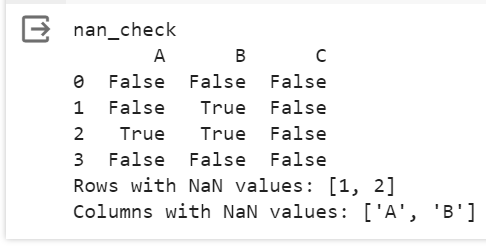 nan_check
       A      B      C
0  False  False  False
1  False   True  False
2   True   True  False
3  False  False  False
Rows with NaN values: [1, 2]
Columns with NaN values: ['A', 'B']